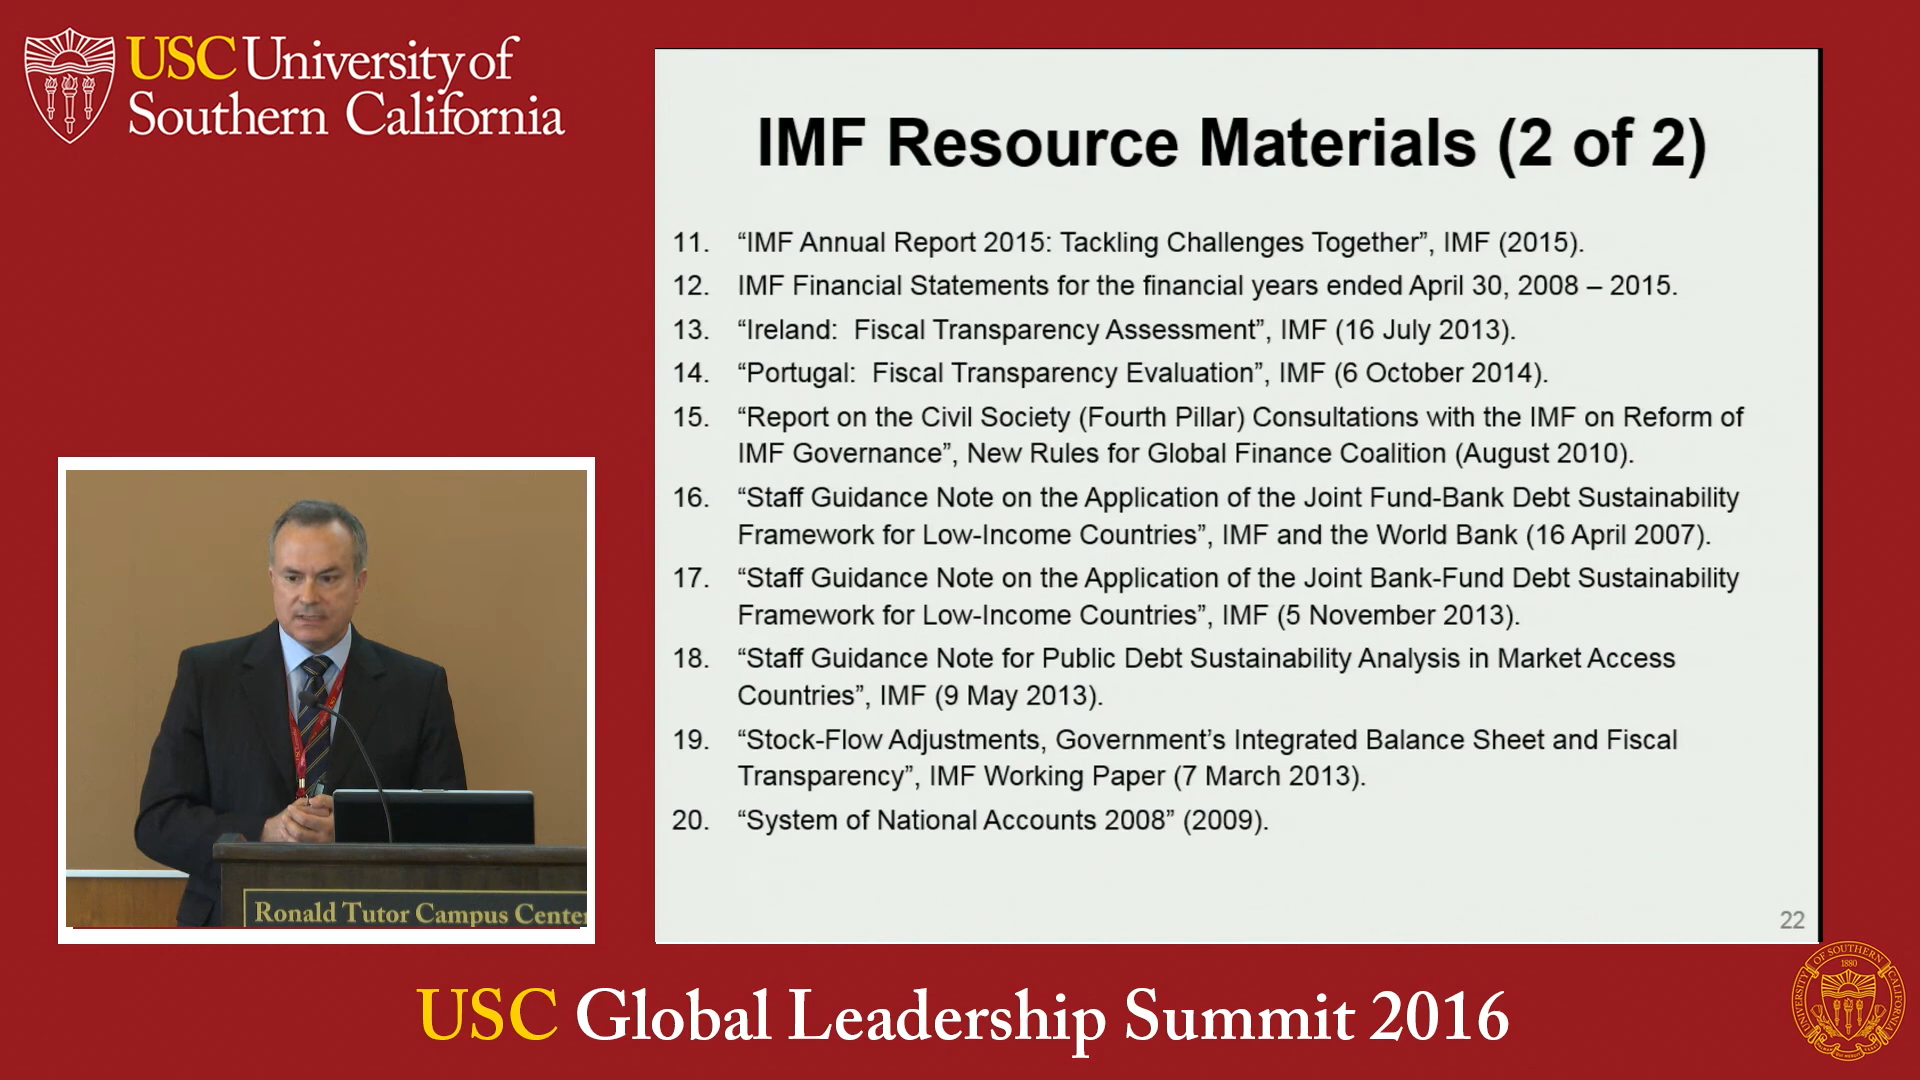 USC University of
Southern California
IMF Resource Materials (2 of 2)
11. “IMF Annual Report 2015: Tackling Challenges Together”, IMF (2015).
12. IMF Financial Statements for the financial years ended April 30, 2008 – 2015.
13. “Ireland:  Fiscal Transparency Assessment”, IMF (16 July 2013).
14. “Portugal:  Fiscal Transparency Evaluation”, IMF (6 October 2014).
15. “Report on the Civil Society (Fourth Pillar) Consultations with the IMF on Reform of
IMF Governance”, New Rules for Global Finance Coalition (August 2010).
16. “Staff Guidance Note on the Application of the Joint Fund-Bank Debt Sustainability
Framework for Low-Income Countries”, IMF and the World Bank (16 April 2007).
17. “Staff Guidance Note on the Application of the Joint Bank-Fund Debt Sustainability
Framework for Low-Income Countries”, IMF (5 November 2013).
18. “Staff Guidance Note for Public Debt Sustainability Analysis in Market Access
Countries”, IMF (9 May 2013).
19. “Stock-Flow Adjustments, Government’s Integrated Balance Sheet and Fiscal
Transparency”, IMF Working Paper (7 March 2013).
20. “System of National Accounts 2008” (2009).
22
Ronald Tutor Campus Center
USC Global Leadership Summit 2016
UNIVERSITY OF SOUTHERN CALIFORNIA
1880